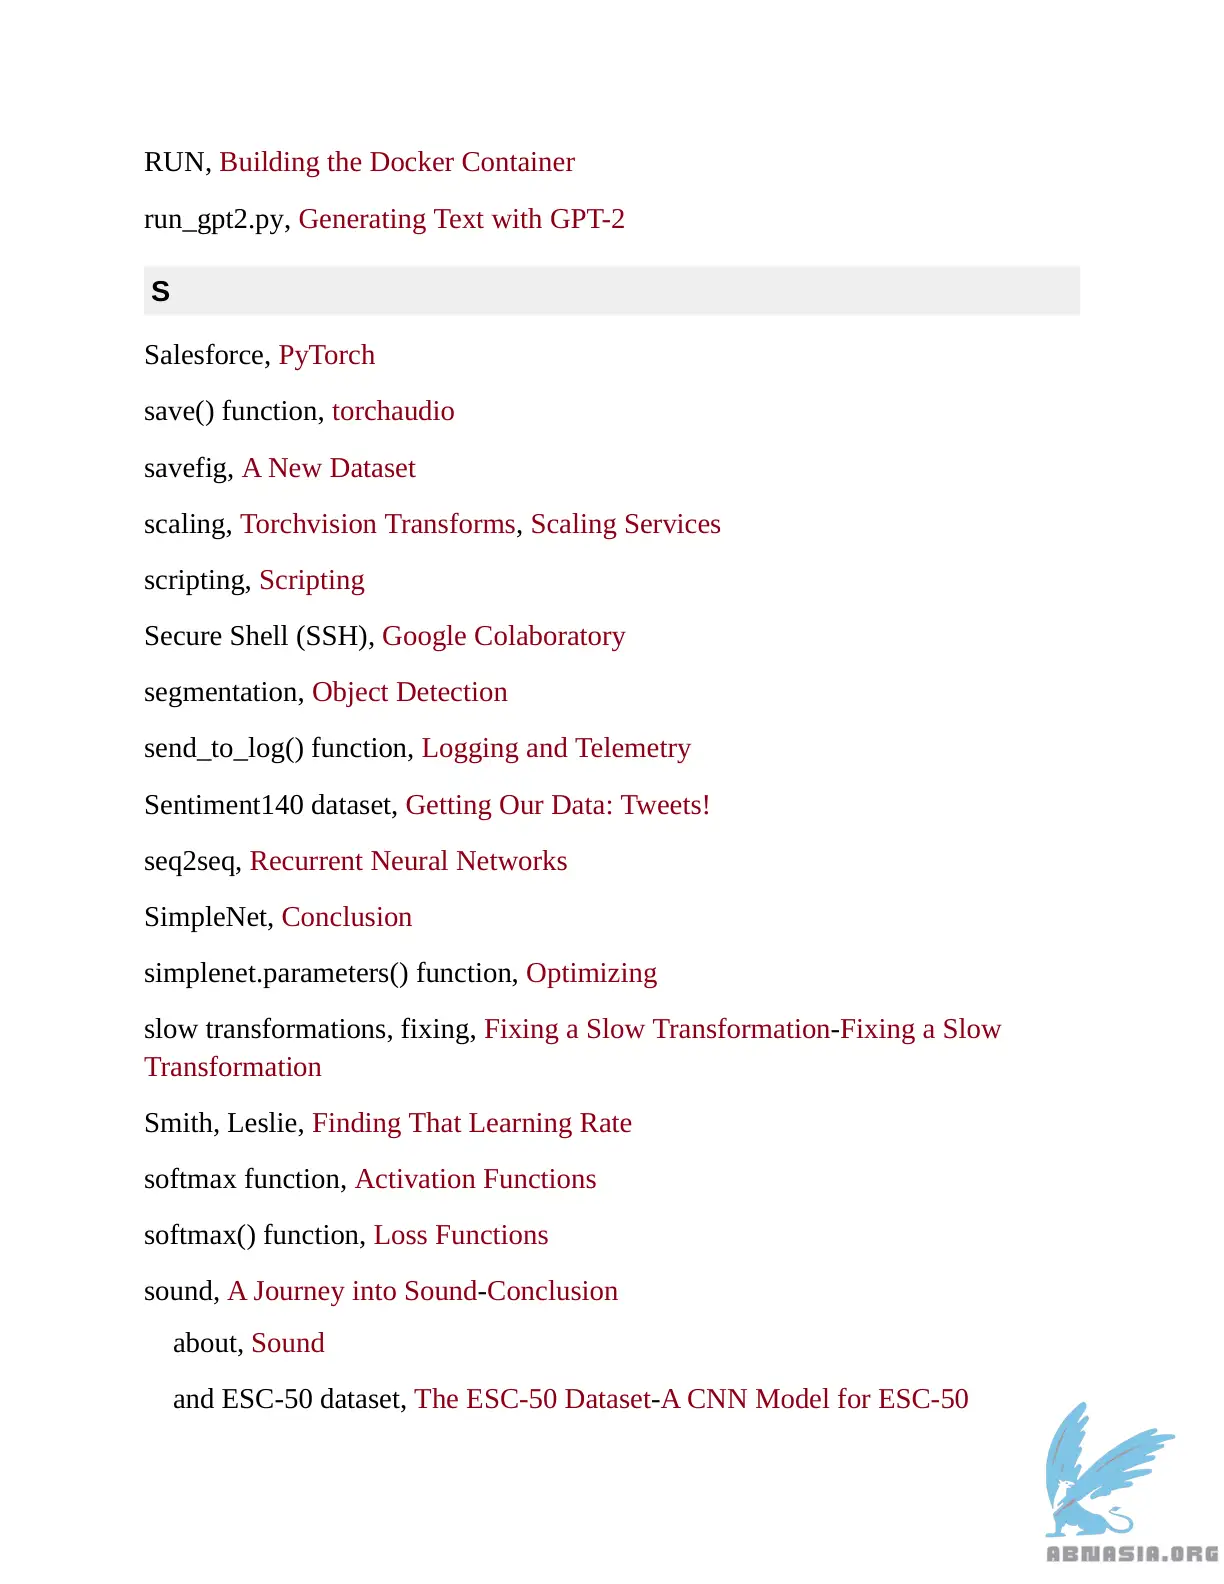 RUN, Building the Docker Container
run_gpt2.py, Generating Text with GPT-2
S
Salesforce, PyTorch
save() function, torchaudio
savefig, A New Dataset
scaling, Torchvision Transforms, Scaling Services
scripting, Scripting
Secure Shell (SSH), Google Colaboratory
segmentation, Object Detection
send_to_log() function, Logging and Telemetry
Sentiment140 dataset, Getting Our Data: Tweets!
seq2seq, Recurrent Neural Networks
SimpleNet, Conclusion
simplenet.parameters() function, Optimizing
slow transformations, fixing, Fixing a Slow Transformation-Fixing a Slow
Transformation
Smith, Leslie, Finding That Learning Rate
softmax function, Activation Functions
softmax() function, Loss Functions
sound, A Journey into Sound-Conclusion
about, Sound
and ESC-50 dataset, The ESC-50 Dataset-A CNN Model for ESC-50
ABNASIA.ORG